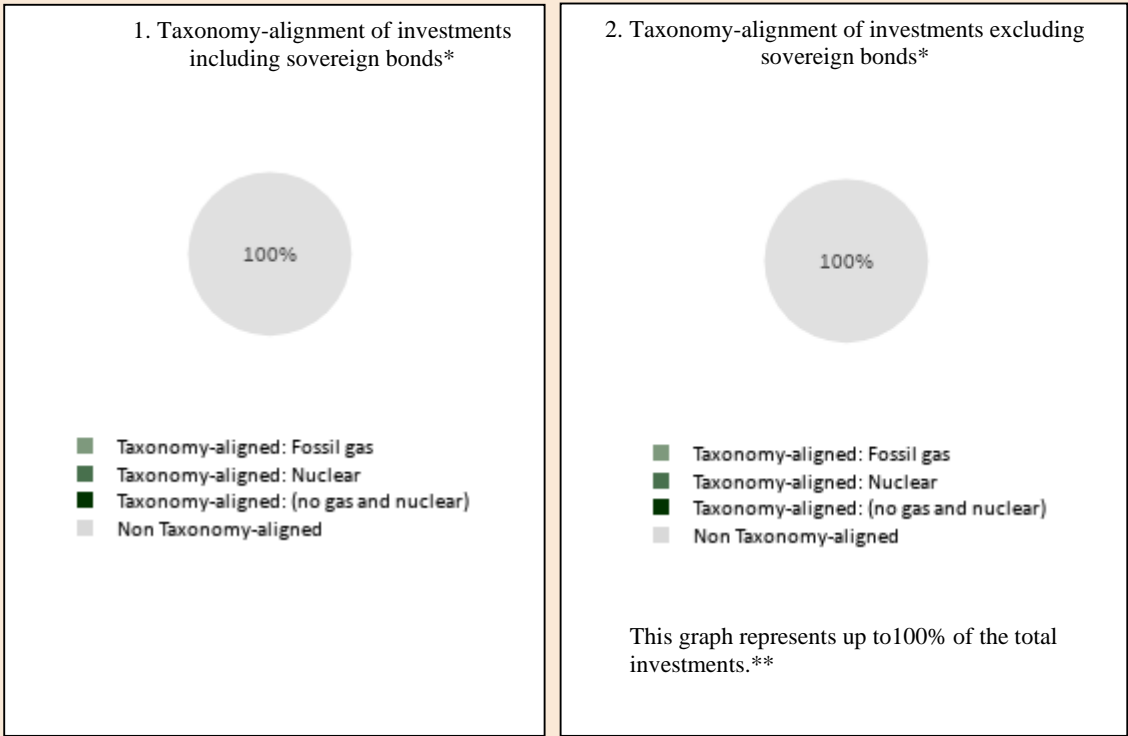 1. Taxonomy-alignment of investments
including sovereign bonds*
100%
Taxonomy-aligned: Fossil gas
Taxonomy-aligned: Nuclear
Taxonomy-aligned: (no gas and nuclear)
Non Taxonomy-aligned
2. Taxonomy-alignment of investments excluding
sovereign bonds*
100%
Taxonomy-aligned: Fossil gas
Taxonomy-aligned: Nuclear
Taxonomy-aligned: (no gas and nuclear)
Non Taxonomy-aligned
This graph represents up to100% of the total
investments.**